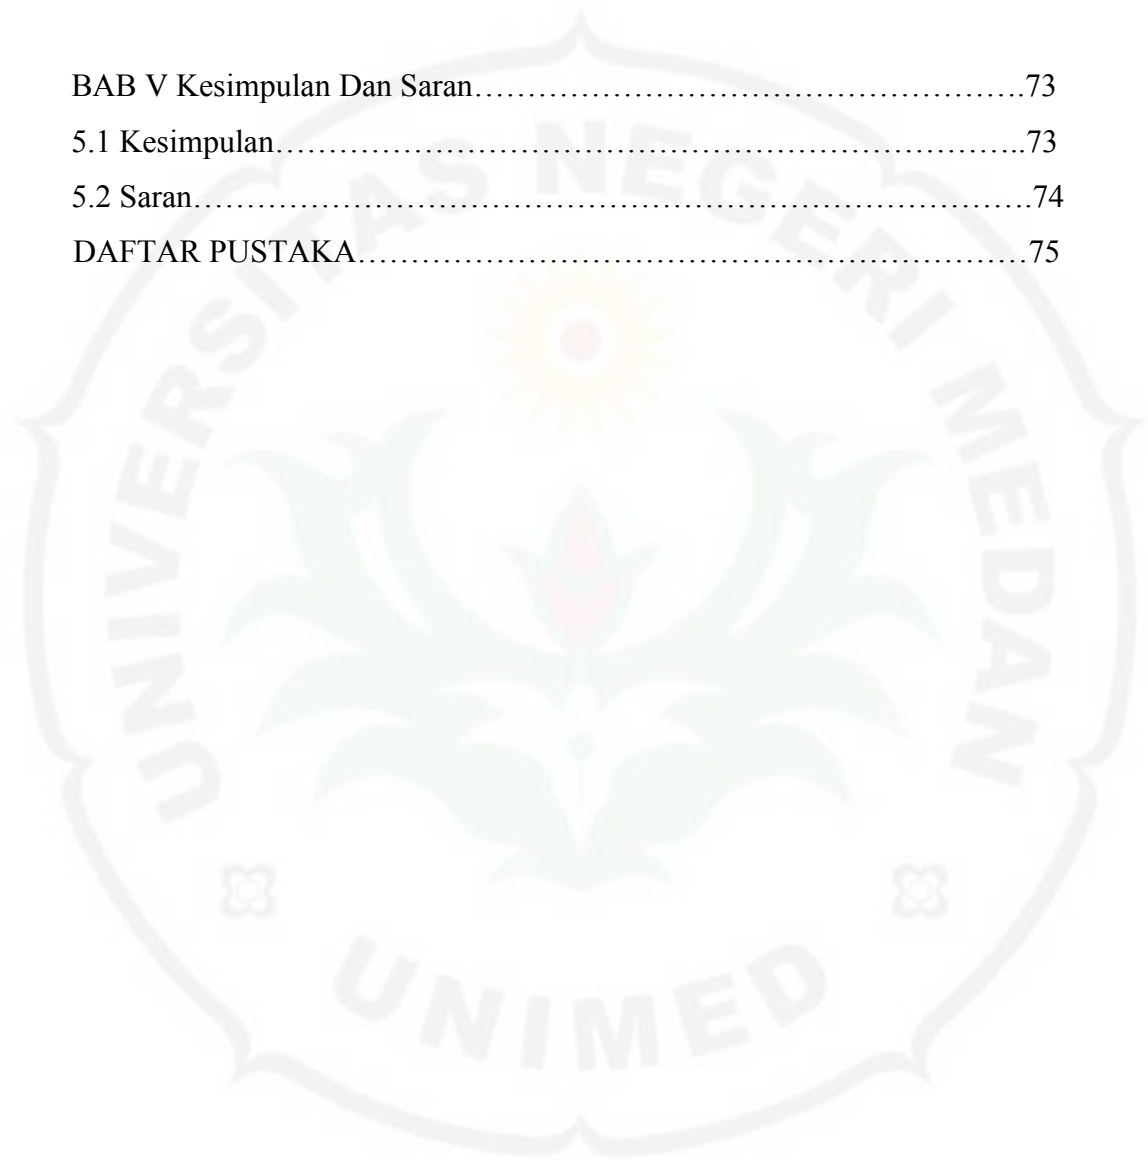 BAB V Kesimpulan Dan Saran……………………………………………….73
5.1 Kesimpulan………………………………………………………………..73
5.2 Saran……………………………………………………………………….74
DAFTAR PUSTAKA…………………………………………………………75
UNIVERSITAS NEGERI MEDAN
UNIMED